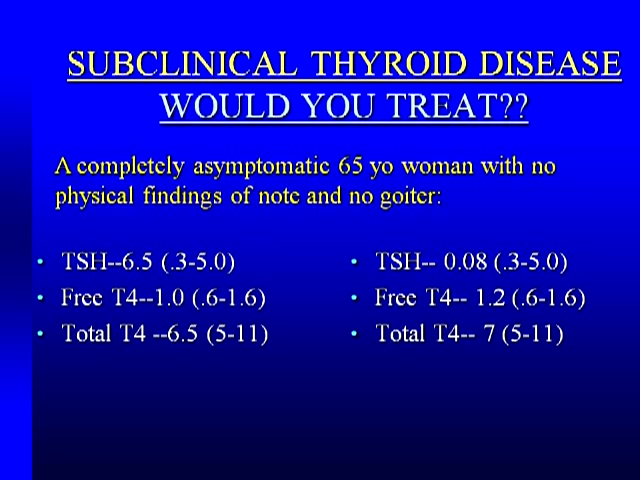 SUBCLINICAL THYROID DISEASE
WOULD YOU TREAT??
A completely asymptomatic 65 yo woman with no
physical findings of note and no goiter:
• TSH--6.5 (.3-5.0)
• Free T4--1.0 (.6-1.6)
• Total T4 --6.5 (5-11)
• TSH-- 0.08 (.3-5.0)
• Free T4-- 1.2 (.6-1.6)
• Total T4-- 7 (5-11)